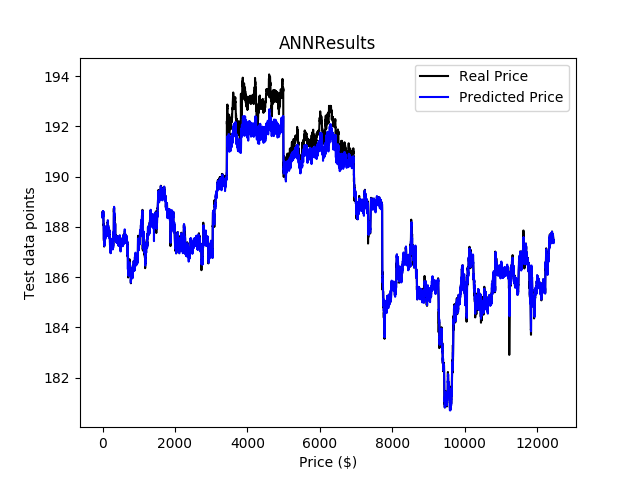 ANNResults
Real Price
Predicted Price
Test data points
194
192
190
188
186
184
182
0 2000 4000 6000 8000 10000 12000
Price ($)